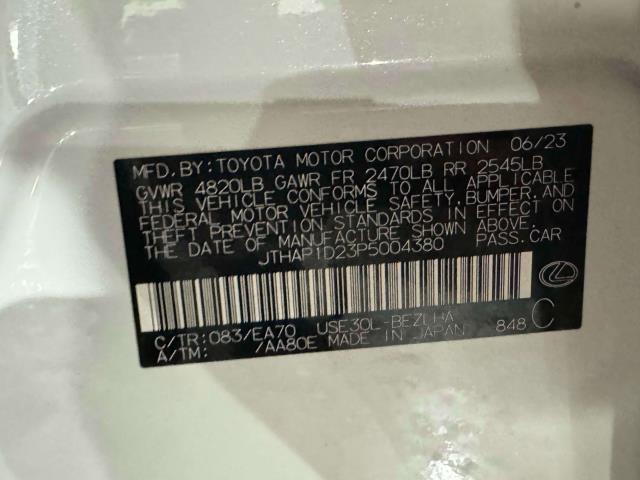 MFD.BY:TOYOTA MOTOR CORPORATION 06/23
GVWR 4820LB GAWR FR 2470LB RR 2545LB
THIS VEHICLE CONFORMS TO ALL APPLICABLE
FEDERAL MOTOR VEHICLE SAFETY,BUMPER,AND
THEFT PREVENTION STANDARDS IN EFFECT ON
THE DATE OF MANUFACTURE SHOWN ABOVE.
JTHAP1D23P5004380 PASS.CAR
C/TR:083/EA70 USE30L-BEZLHA 848 C
A/TM: /AA80E MADE IN JAPAN